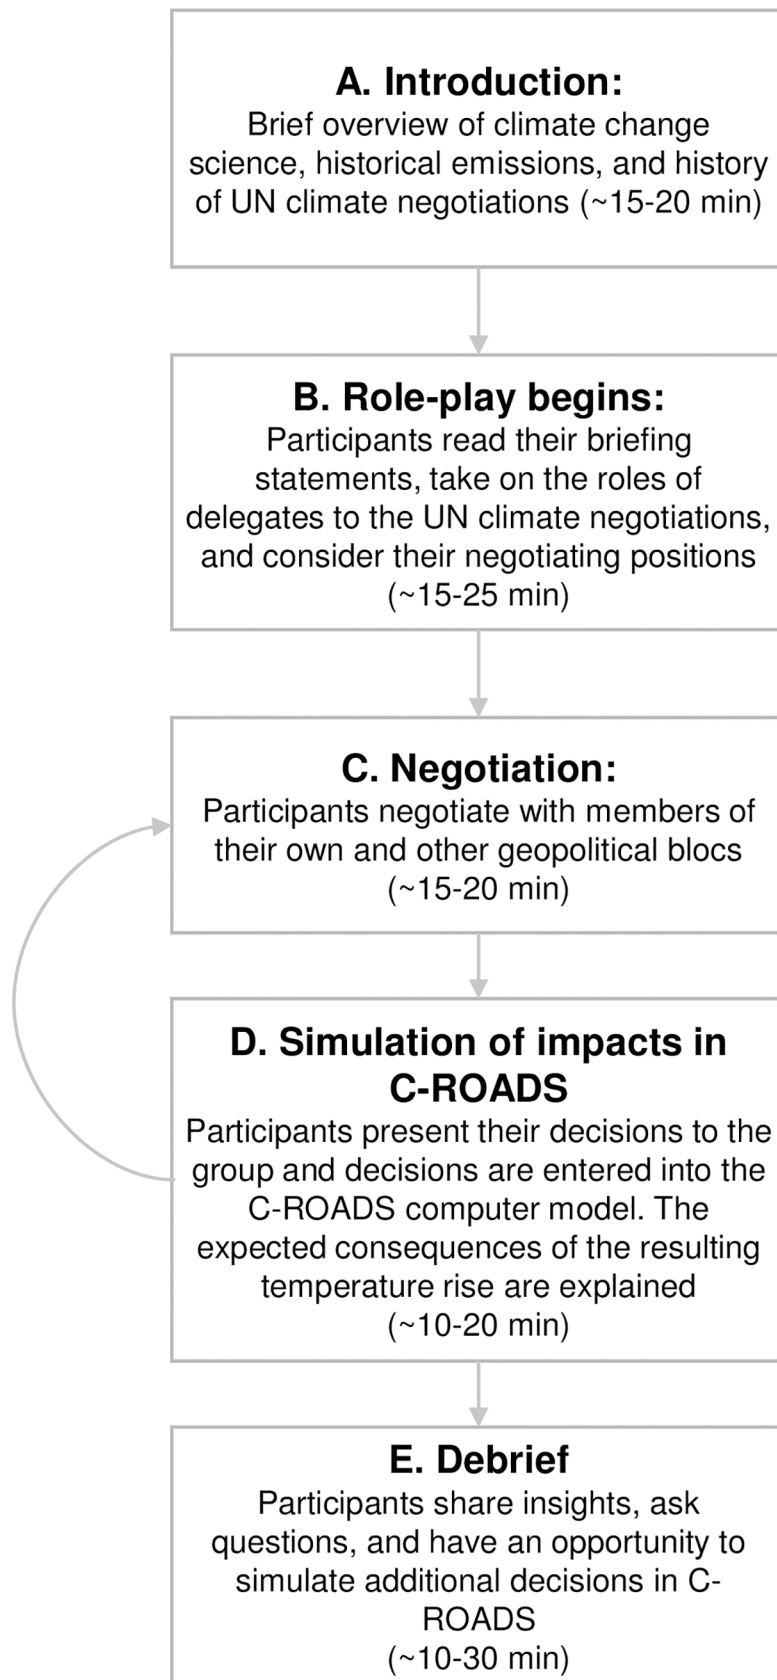 A. Introduction:
Brief overview of climate change
science, historical emissions, and history
of UN climate negotiations (~15-20 min)
B. Role-play begins:
Participants read their briefing
statements, take on the roles of
delegates to the UN climate negotiations,
and consider their negotiating positions
(~15-25 min)
C. Negotiation:
Participants negotiate with members of
their own and other geopolitical blocs
(~15-20 min)
D. Simulation of impacts in
C-ROADS
Participants present their decisions to the
group and decisions are entered into the
C-ROADS computer model. The
expected consequences of the resulting
temperature rise are explained
(~10-20 min)
E. Debrief
Participants share insights, ask
questions, and have an opportunity to
simulate additional decisions in C-
ROADS
(~10-30 min)